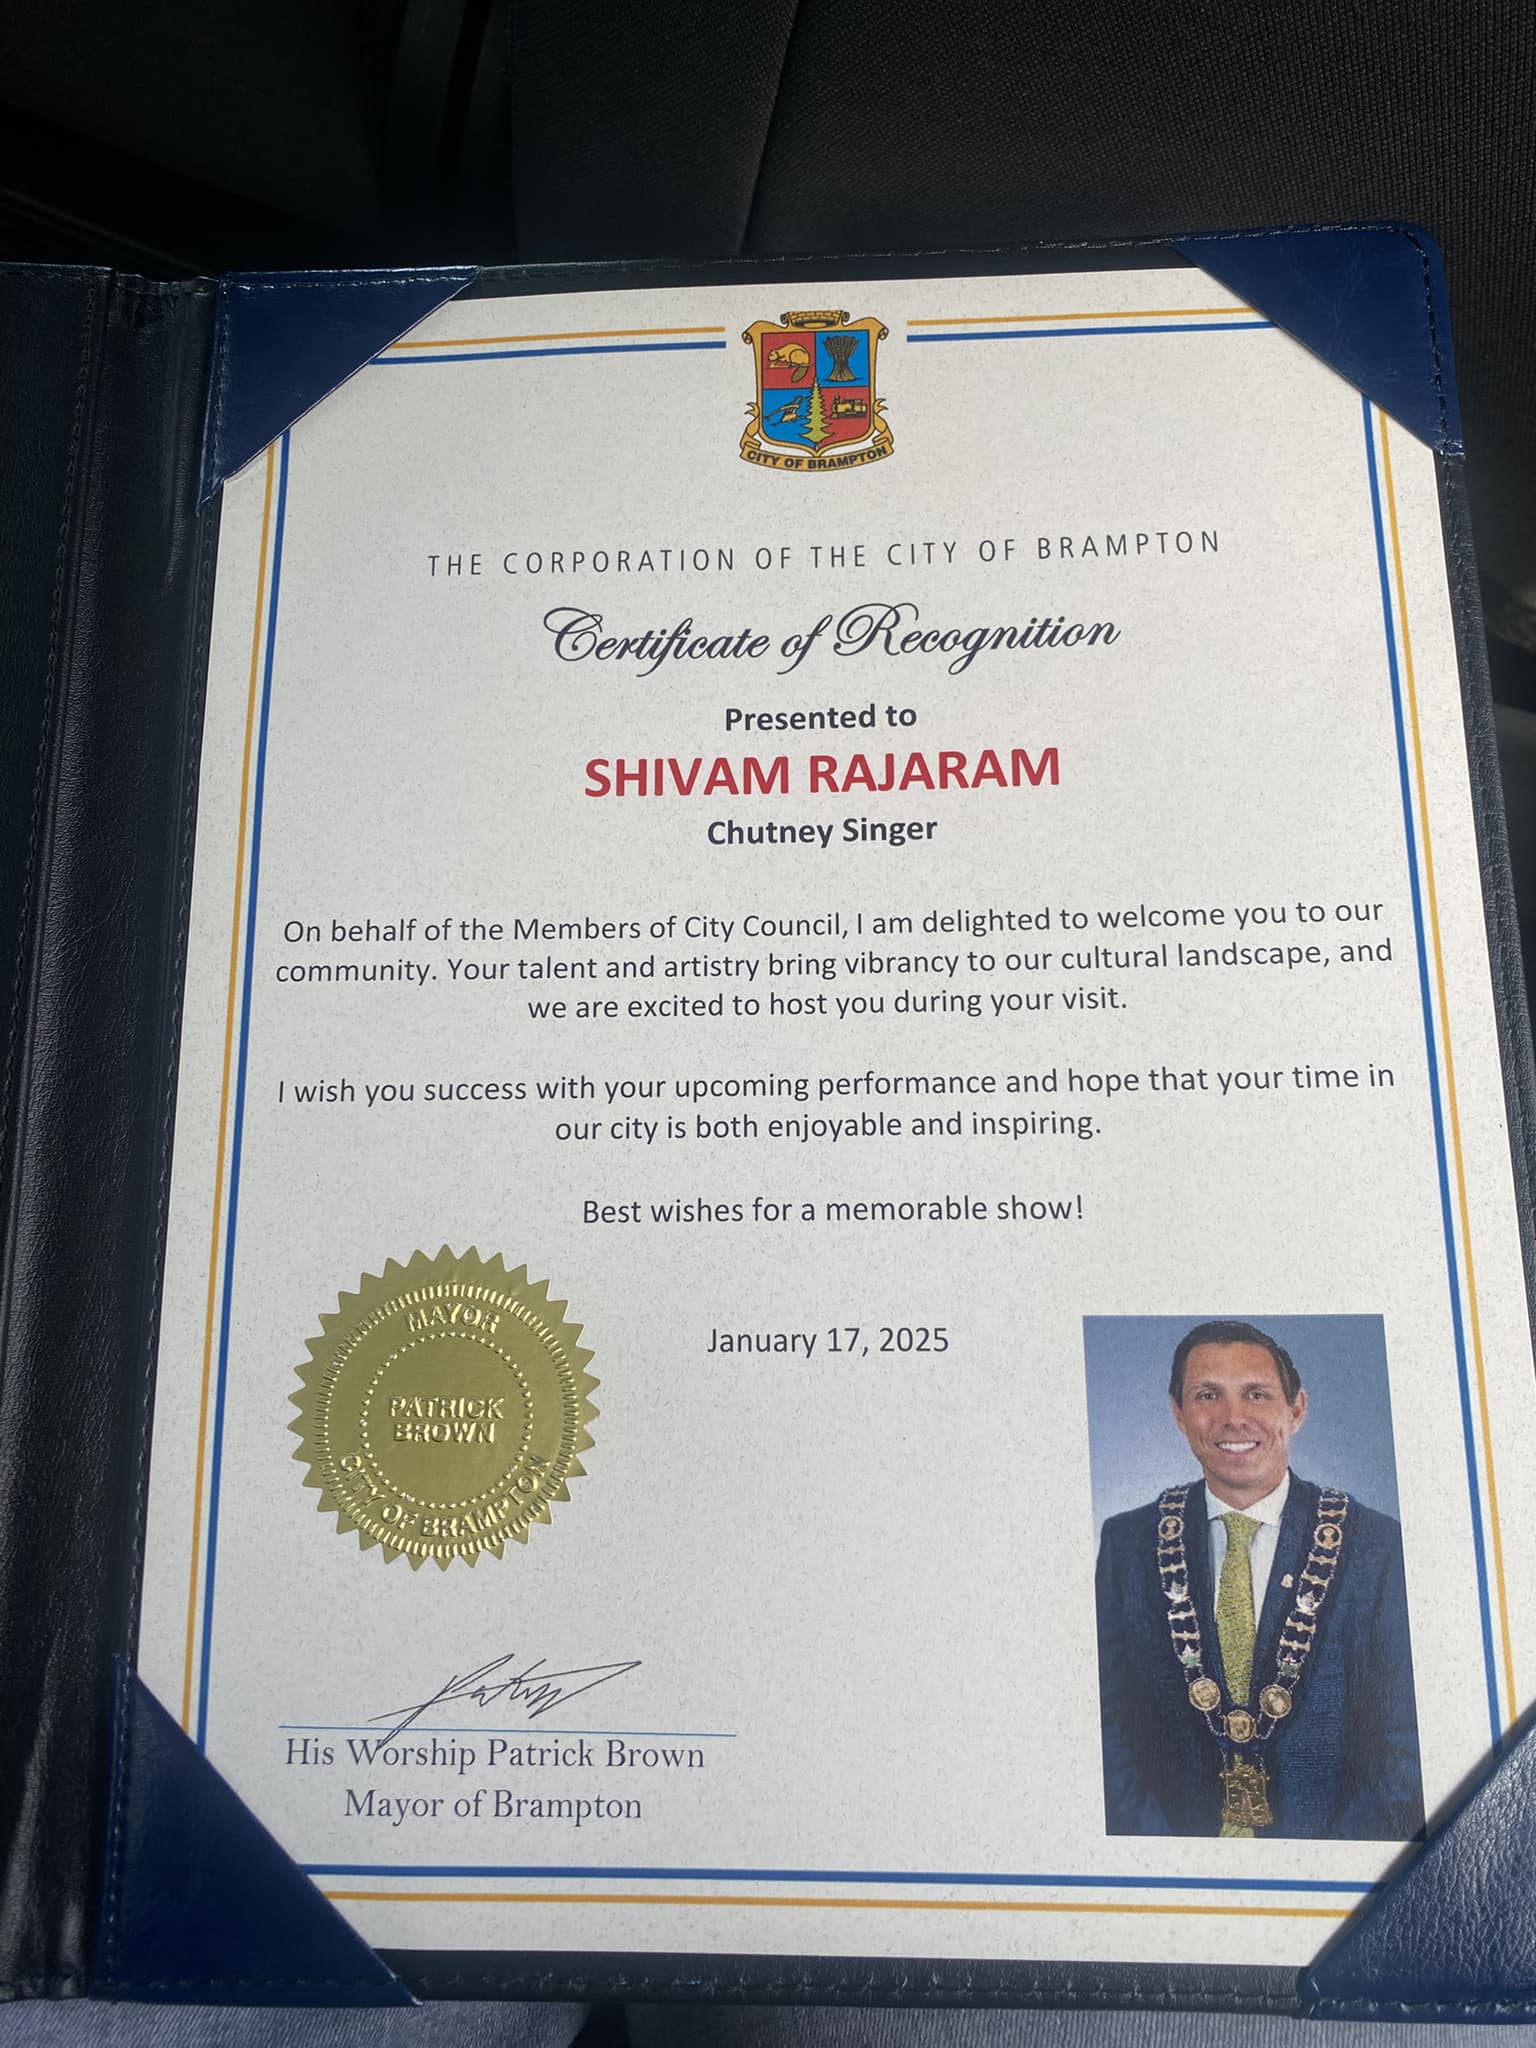 CITY OF BRAMPTON
THE CORPORATION OF THE CITY OF BRAMPTON
Certificate of Recognition
Presented to
SHIVAM RAJARAM
Chutney Singer
On behalf of the Members of City Council, I am delighted to welcome you to our
community. Your talent and artistry bring vibrancy to our cultural landscape, and
we are excited to host you during your visit.
I wish you success with your upcoming performance and hope that your time in
our city is both enjoyable and inspiring.
Best wishes for a memorable show!
MAYOR
PATRICK
BROWN
CITY OF BRAMPTON
January 17, 2025
His Worship Patrick Brown
Mayor of Brampton